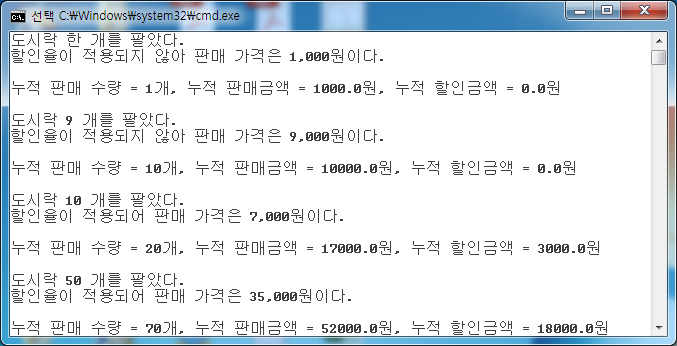 선택 C:\Windows\system32\cmd.exe
도시락 한 개를 팔았다.
할인율이 적용되지 않아 판매 가격은 1,000원이다.
누적 판매 수량 = 1개, 누적 판매금액 = 1000.0원, 누적 할인금액 = 0.0원
도시락 9 개를 팔았다.
할인율이 적용되지 않아 판매 가격은 9,000원이다.
누적 판매 수량 = 10개, 누적 판매금액 = 10000.0원, 누적 할인금액 = 0.0원
도시락 10 개를 팔았다.
할인율이 적용되어 판매 가격은 7,000원이다.
누적 판매 수량 = 20개, 누적 판매금액 = 17000.0원, 누적 할인금액 = 3000.0원
도시락 50 개를 팔았다.
할인율이 적용되어 판매 가격은 35,000원이다.
누적 판매 수량 = 70개, 누적 판매금액 = 52000.0원, 누적 할인금액 = 18000.0원